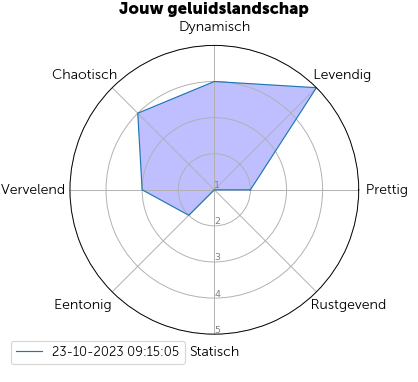 Jouw geluidslandschap
Dynamisch
Chaotisch
Levendig
Vervelend
1
Prettig
2
3
4
Eentonig
Rustgevend
5
23-10-2023 09:15:05
Statisch